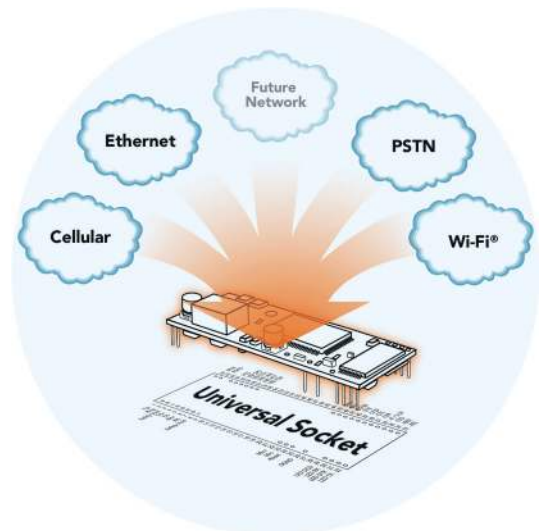 Future
Network
Ethernet
PSTN
Cellular
Wi-Fi®
Universal Socket